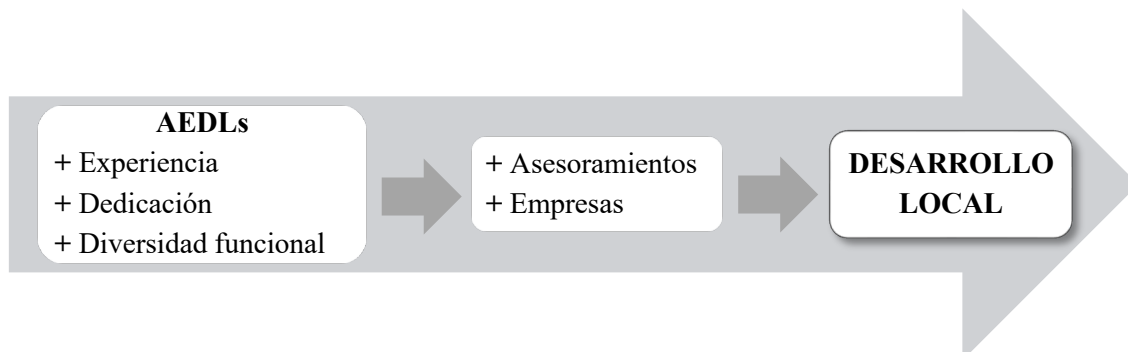 AEDLs
+ Experiencia
+ Dedicación
+ Diversidad funcional
+ Asesoramientos
+ Empresas
DESARROLLO
LOCAL